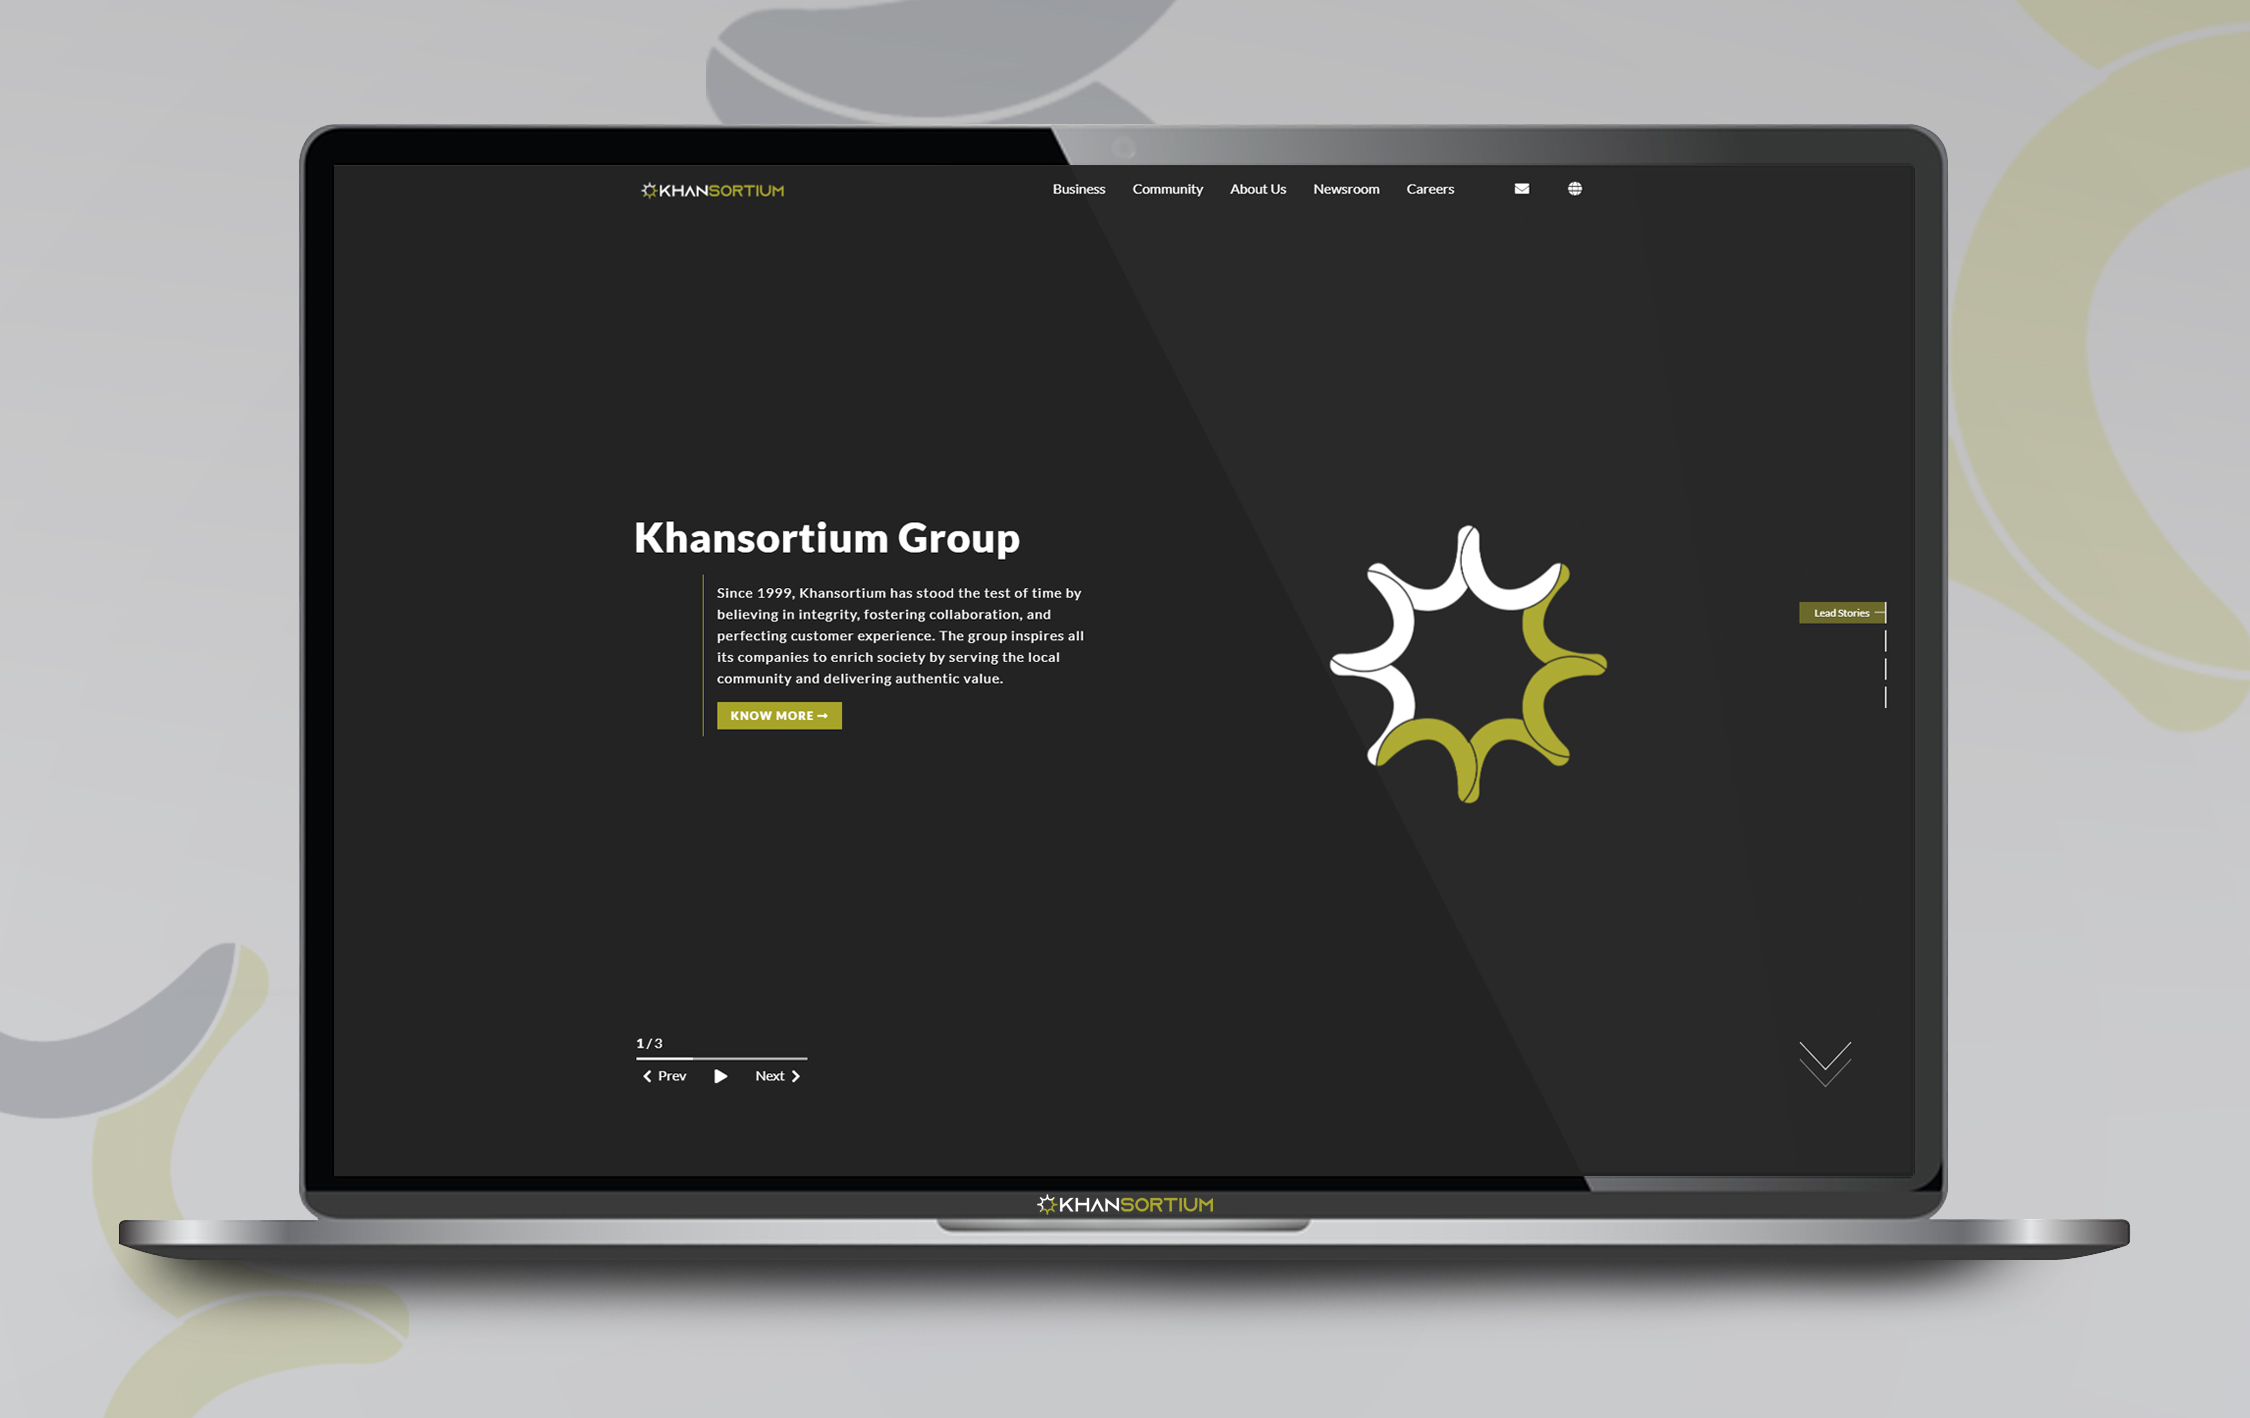 KHANSORTIUM
Business Community About Us Newsroom Careers
Khansortium Group
Since 1999, Khansortium has stood the test of time by
believing in integrity, fostering collaboration, and
perfecting customer experience. The group inspires all
its companies to enrich society by serving the local
community and delivering authentic value.
KNOW MORE
Lead Stories
1 / 3
Prev Next
KHANSORTIUM